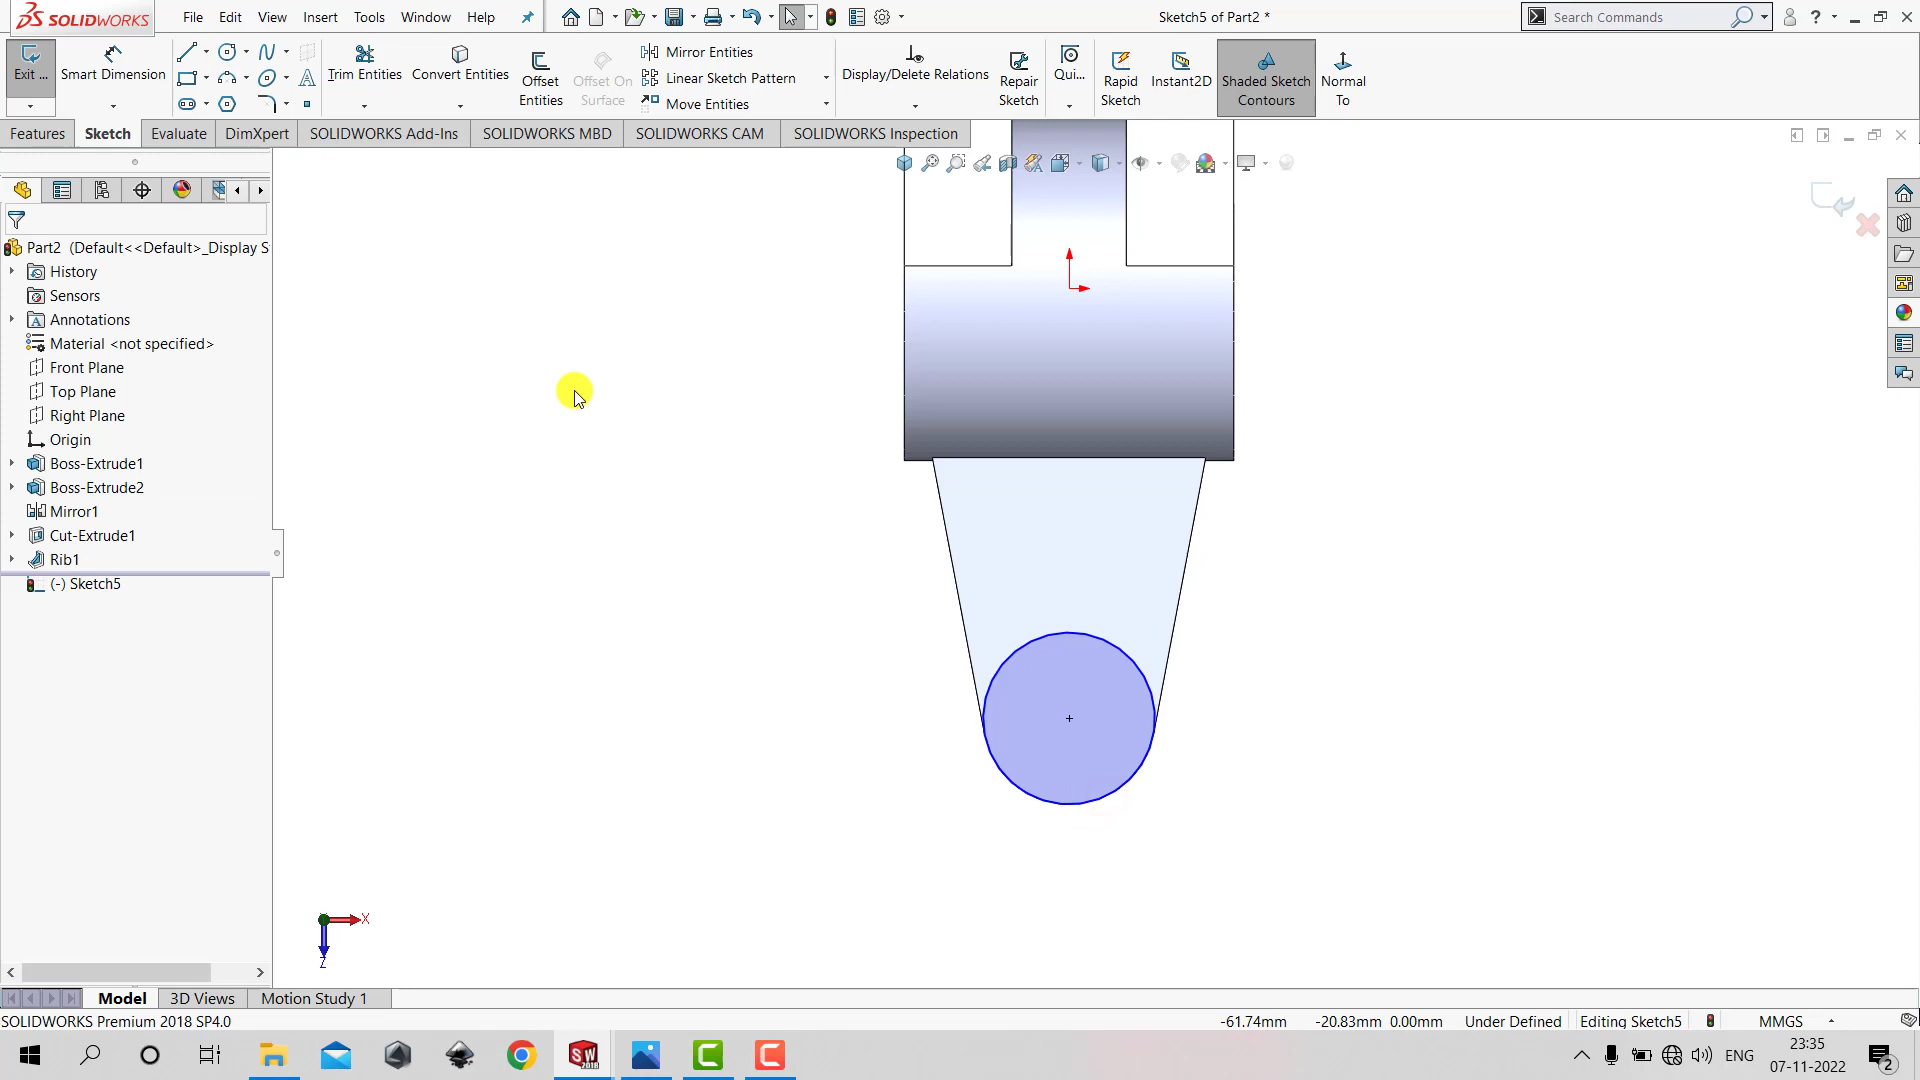 SOLIDWORKS
File Edit View Insert Tools Window Help
Sketch5 of Part2 *
Search Commands
Exit ...
Smart Dimension
Trim Entities
Convert Entities
Offset Entities
Offset On Surface
Mirror Entities
Linear Sketch Pattern
Move Entities
Display/Delete Relations
Repair Sketch
Qui...
Rapid Sketch
Instant2D
Shaded Sketch Contours
Normal To
Features Sketch Evaluate DimXpert SOLIDWORKS Add-Ins SOLIDWORKS MBD SOLIDWORKS CAM SOLIDWORKS Inspection
Part2 (Default<<Default>_Display S
History
Sensors
Annotations
Material <not specified>
Front Plane
Top Plane
Right Plane
Origin
Boss-Extrude1
Boss-Extrude2
Mirror1
Cut-Extrude1
Rib1
(-) Sketch5
X
Z
Model 3D Views Motion Study 1
SOLIDWORKS Premium 2018 SP4.0
-61.74mm -20.83mm 0.00mm Under Defined Editing Sketch5 MMGS
ENG
23:35
07-11-2022
2